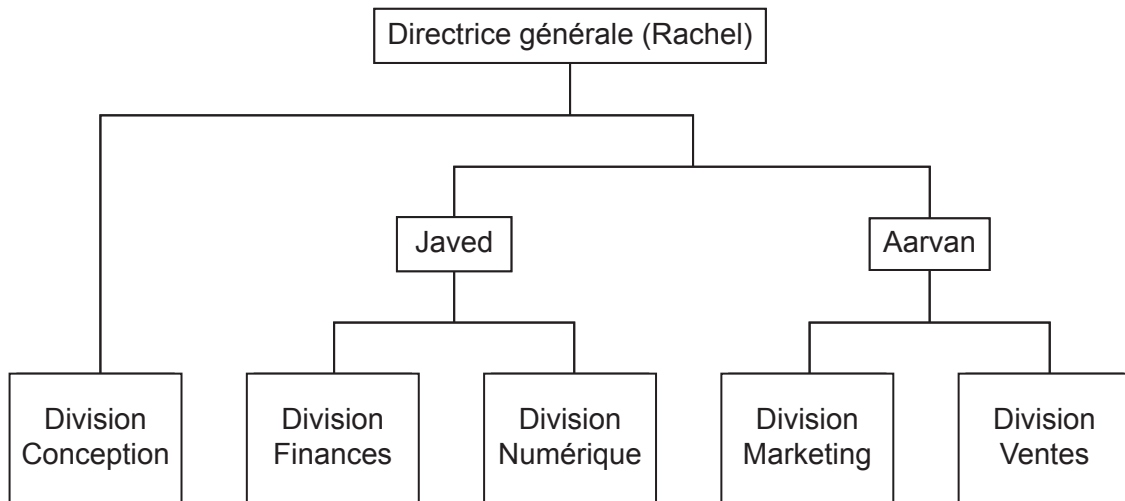 Directrice générale (Rachel)
Javed
Aarvan
Division
Conception
Division
Finances
Division
Numérique
Division
Marketing
Division
Ventes